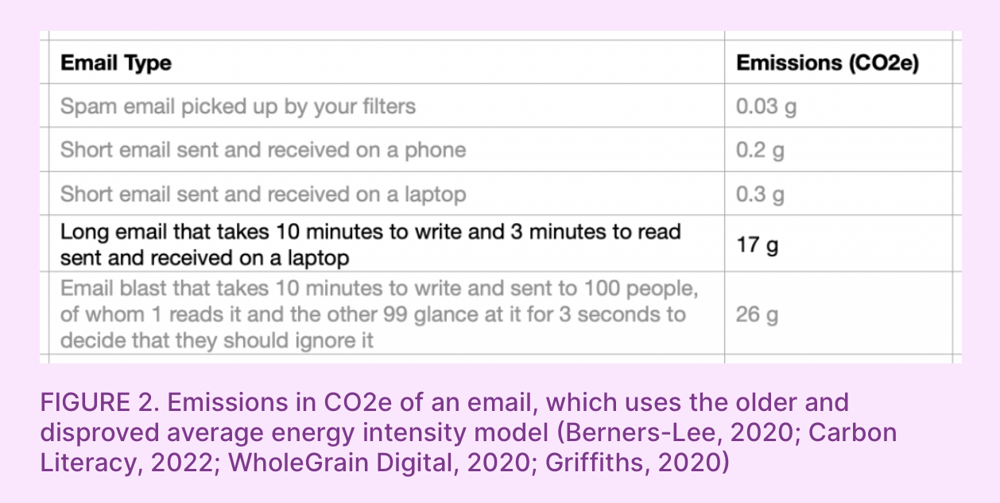 Email Type Emissions (CO2e)
Spam email picked up by your filters 0.03 g
Short email sent and received on a phone 0.2 g
Short email sent and received on a laptop 0.3 g
Long email that takes 10 minutes to write and 3 minutes to read
sent and received on a laptop 17 g
Email blast that takes 10 minutes to write and sent to 100 people,
of whom 1 reads it and the other 99 glance at it for 3 seconds to
decide that they should ignore it 26 g
FIGURE 2. Emissions in CO2e of an email, which uses the older and
disproved average energy intensity model (Berners-Lee, 2020; Carbon
Literacy, 2022; WholeGrain Digital, 2020; Griffiths, 2020)